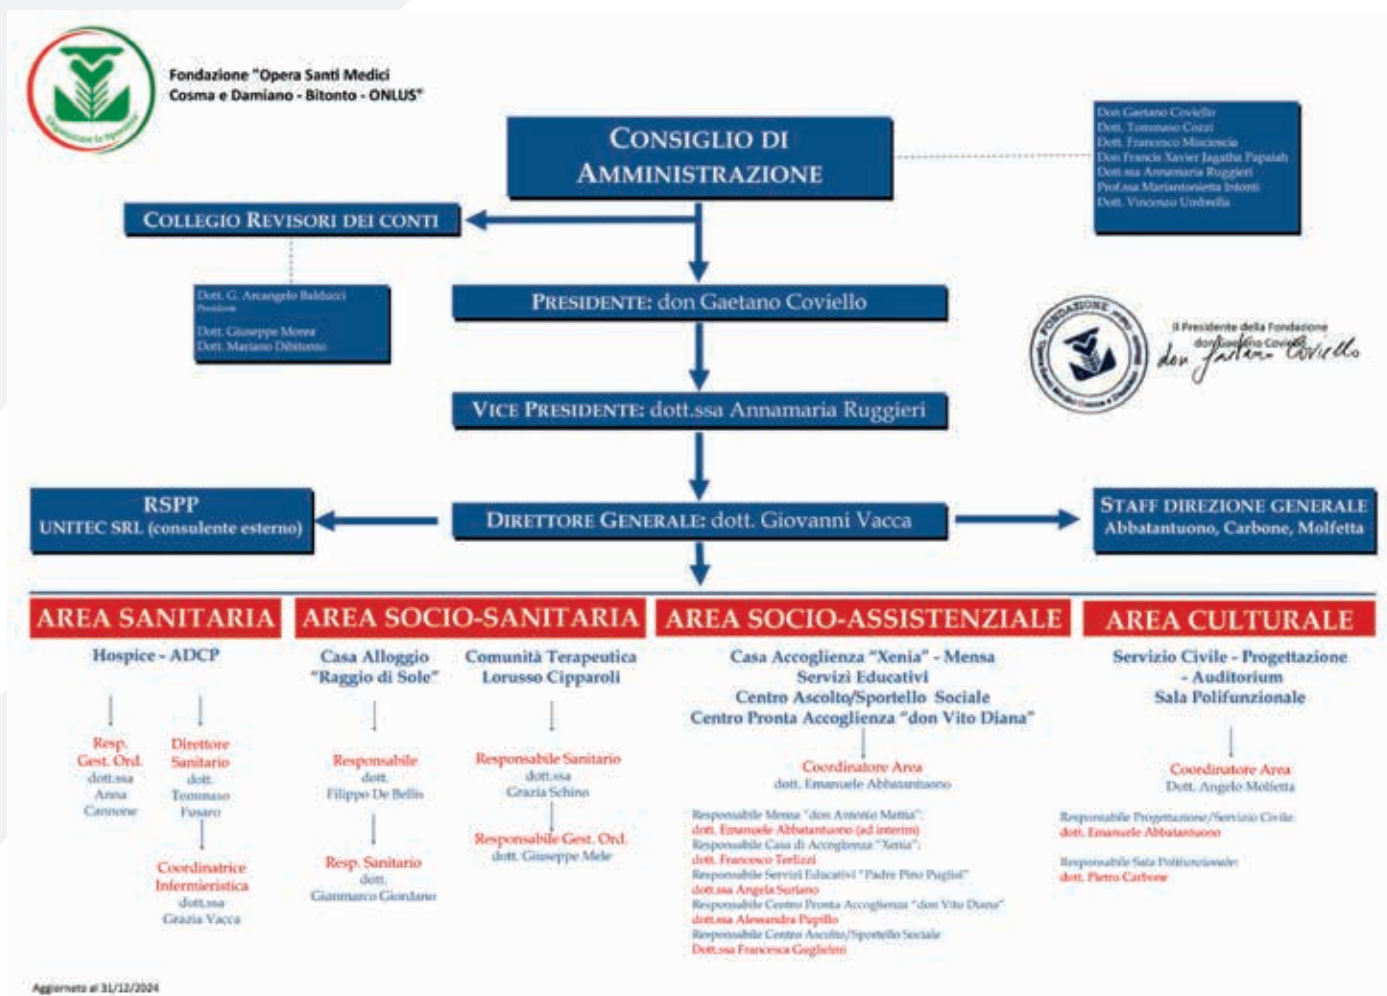 Fondazione "Opera Santi Medici
Cosma e Damiano - Bitonto - ONLUS"
CONSIGLIO DI
AMMINISTRAZIONE
Don Gaetano Coviello
Dott. Tommaso Cozzi
Dott. Francesco Misciascio
Don Francis Xavier Jagatha Papaiah
Dott.ssa Annamaria Ruggieri
Prof.ssa Mariantonietta Intonti
Dott. Vincenzo Umbrella
COLLEGIO REVISORI DEI CONTI
Dott. G. Arcangelo Balducci
Presidente
Dott. Giuseppe Morea
Dott. Mariano Dibitonto
PRESIDENTE: don Gaetano Coviello
Il Presidente della Fondazione
don Gaetano Coviello
don Gaetano Coviello
VICE PRESIDENTE: dott.ssa Annamaria Ruggieri
RSPP
UNITEC SRL (consulente esterno)
DIRETTORE GENERALE: dott. Giovanni Vacca
STAFF DIREZIONE GENERALE
Abbatantuono, Carbone, Molfetta
AREA SANITARIA
Hospice - ADCP
Resp.
Gest. Ord.
dott.ssa
Anna
Cannone
Direttore
Sanitario
dott.
Tommaso
Fusaro
Coordinatrice
Infermieristica
dott.ssa
Grazia Vacca
AREA SOCIO-SANITARIA
Casa Alloggio
"Raggio di Sole"
Responsabile
dott.
Filippo De Bellis
Resp. Sanitario
dott.
Gianmarco Giordano
Comunità Terapeutica
Lorusso Cipparoli
Responsabile Sanitario
dott.ssa
Grazia Schino
Responsabile Gest. Ord.
dott. Giuseppe Mele
AREA SOCIO-ASSISTENZIALE
Casa Accoglienza "Xenia" - Mensa
Servizi Educativi
Centro Ascolto/Sportello Sociale
Centro Pronta Accoglienza "don Vito Diana"
Coordinatore Area
dott. Emanuele Abbatantuono
Responsabile Mensa "don Antonio Mattia":
dott. Emanuele Abbatantuono (ad interim)
Responsabile Casa di Accoglienza "Xenia":
dott. Francesco Terlizzi
Responsabile Servizi Educativi "Padre Pino Puglisi"
dott.ssa Angela Suriano
Responsabile Centro Pronta Accoglienza "don Vito Diana"
dott.ssa Alessandra Pupillo
Responsabile Centro Ascolto/Sportello Sociale
Dott.ssa Francesca Guglielmi
AREA CULTURALE
Servizio Civile - Progettazione
- Auditorium
Sala Polifunzionale
Coordinatore Area
Dott. Angelo Molfetta
Responsabile Progettazione/Servizio Civile:
dott. Emanuele Abbatantuono
Responsabile Sala Polifunzionale:
dott. Pietro Carbone
Aggiornato al 31/12/2024